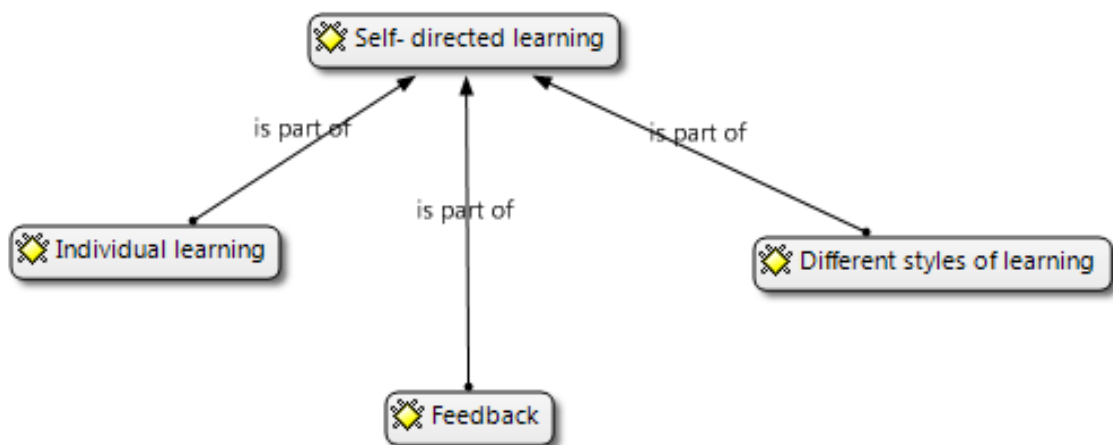 Self- directed learning
is part of
is part of
is part of
Individual learning
Different styles of learning
Feedback